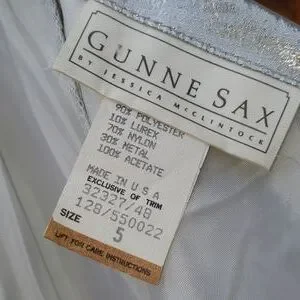 GUNNE SAX
BY JESSICA McCLINTOCK
90% POLYESTER
10% LUREX
70% NYLON
30% METAL
100% ACETATE
MADE IN U S A
EXCLUSIVE OF TRIM
32327/48
128/550022
SIZE 5
LIFT FOR CARE INSTRUCTIONS